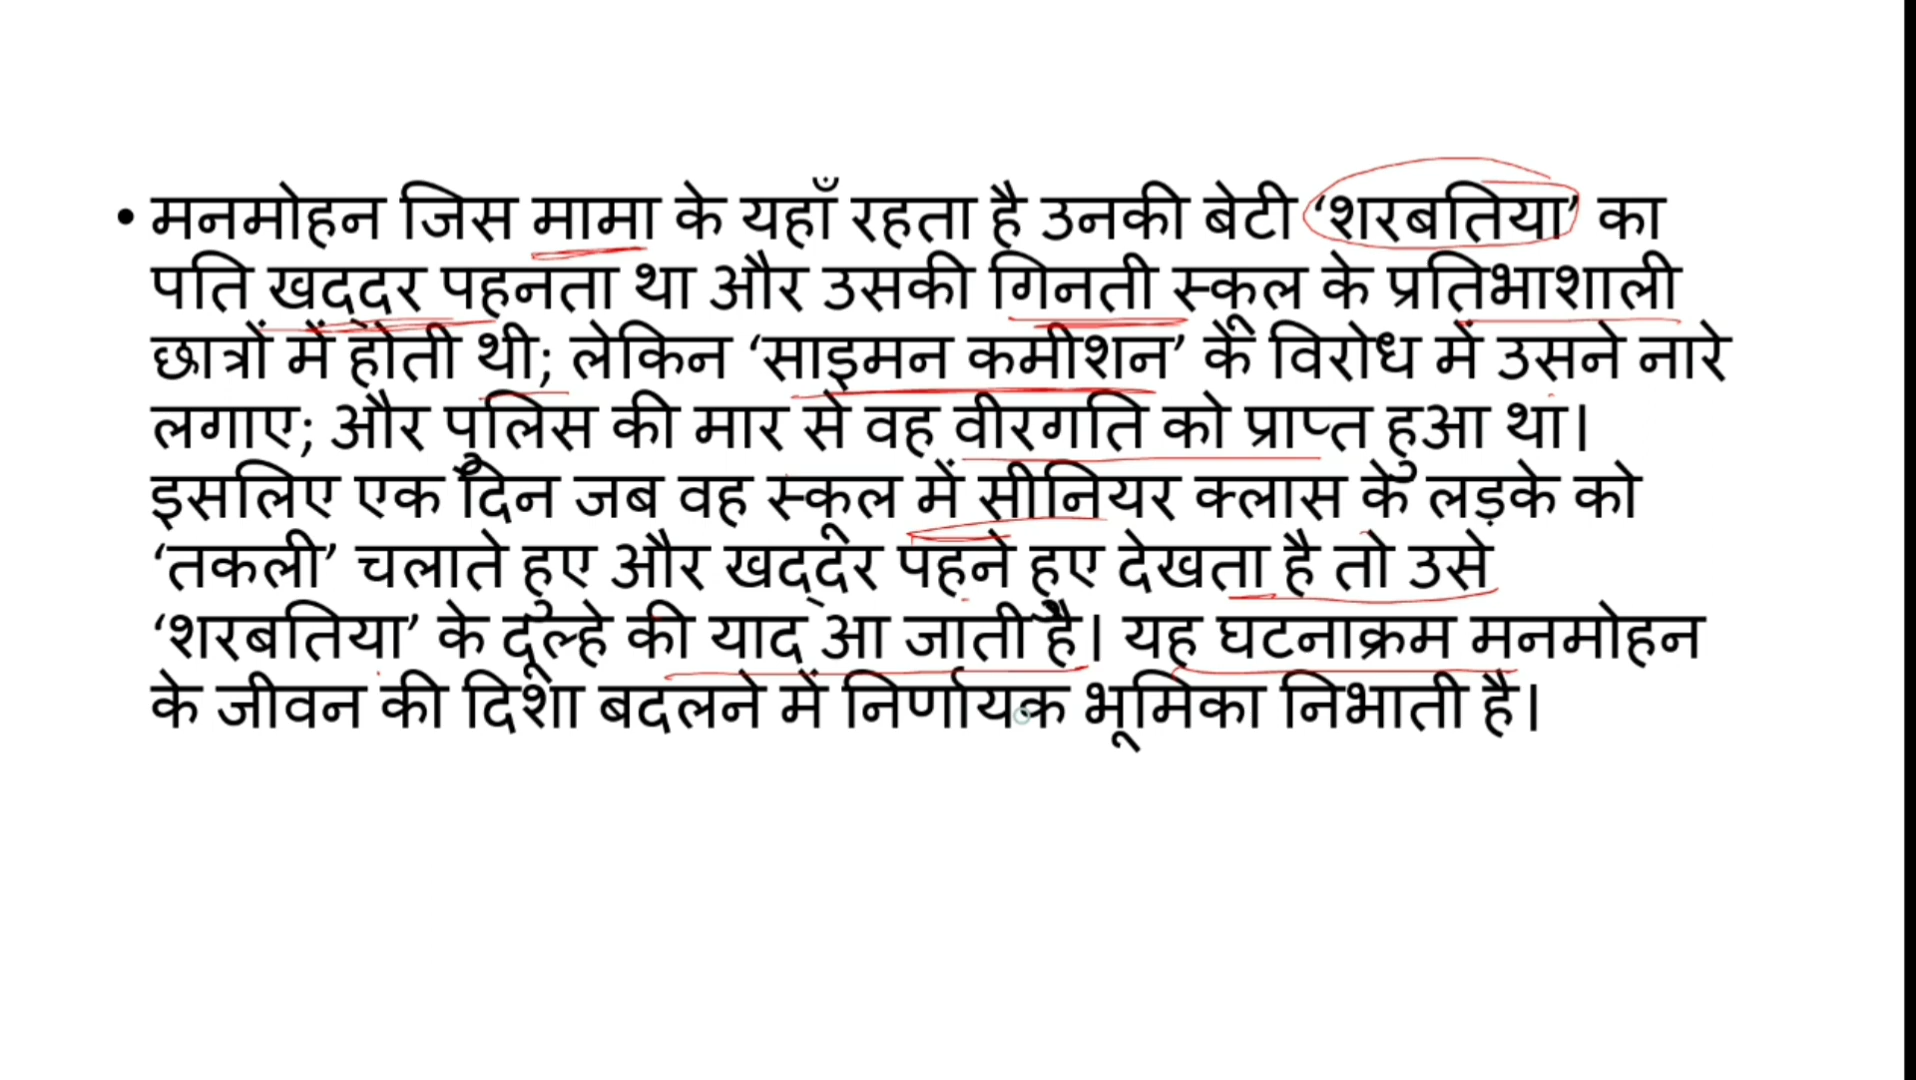 • मनमोहन जिस मामा के यहाँ रहता है उनकी बेटी ‘शरबतिया’ का
पति खद्दर पहनता था और उसकी गिनती स्कूल के प्रतिभाशाली
छात्रों में होती थी; लेकिन ‘साइमन कमीशन’ के विरोध में उसने नारे
लगाए; और पुलिस की मार से वह वीरगति को प्राप्त हुआ था।
इसलिए एक दिन जब वह स्कूल में सीनियर क्लास के लड़के को
‘तकली’ चलाते हुए और खद्देर पहने हुए देखता है तो उसे
‘शरबतिया’ के दूल्हे की याद आ जाती है। यह घटनाक्रम मनमोहन
के जीवन की दिशा बदलने में निर्णायक भूमिका निभाती है।